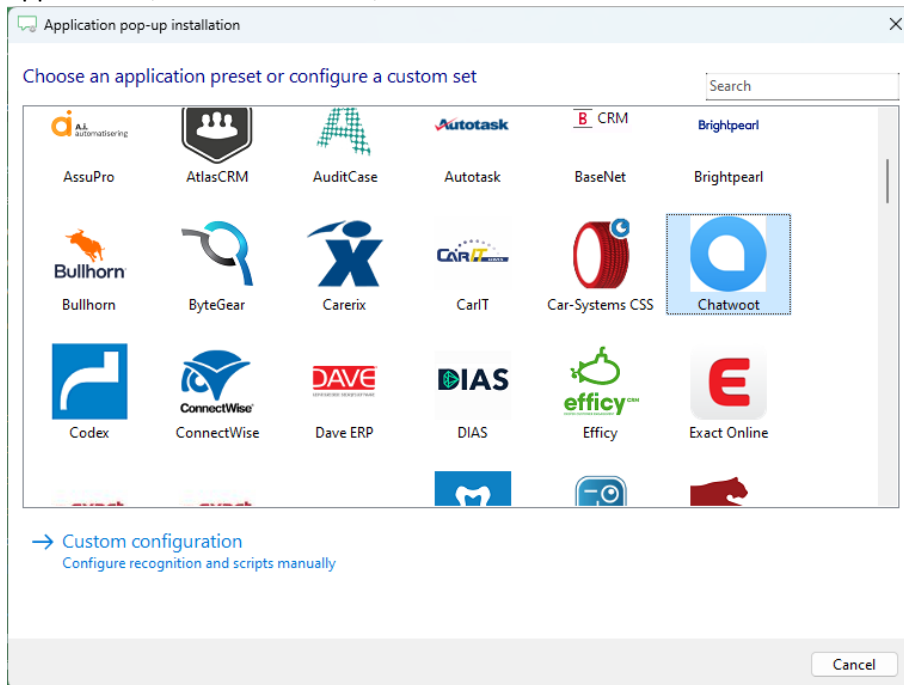 Application pop-up installation
Choose an application preset or configure a custom set
Search
A.i.
automatisering
Autotask
B CRM
Brightpearl
AssuPro AtlasCRM AuditCase Autotask BaseNet Brightpearl
Bullhorn
CARIT
Bullhorn ByteGear Carerix CarIT Car-Systems CSS Chatwoot
ConnectWise
DAVE
DIAS
efficy CRM
E
Codex ConnectWise Dave ERP DIAS Efficy Exact Online
→ Custom configuration
Configure recognition and scripts manually
Cancel